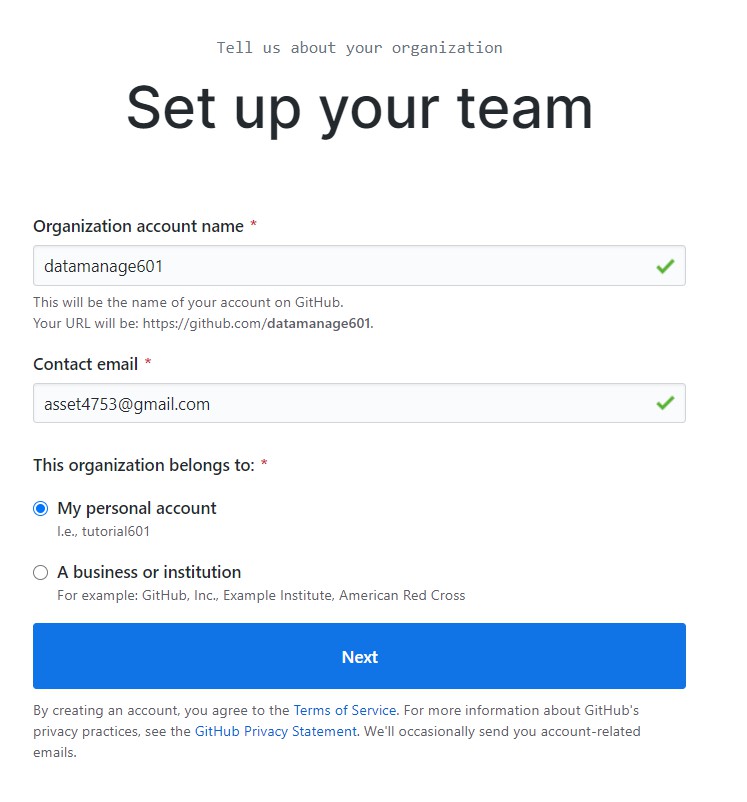 Tell us about your organization
Set up your team
Organization account name *
datamanage601
This will be the name of your account on GitHub.
Your URL will be: https://github.com/datamanage601.
Contact email *
asset4753@gmail.com
This organization belongs to: *
My personal account
I.e., tutorial601
A business or institution
For example: GitHub, Inc., Example Institute, American Red Cross
Next
By creating an account, you agree to the Terms of Service. For more information about GitHub's
privacy practices, see the GitHub Privacy Statement. We'll occasionally send you account-related
emails.